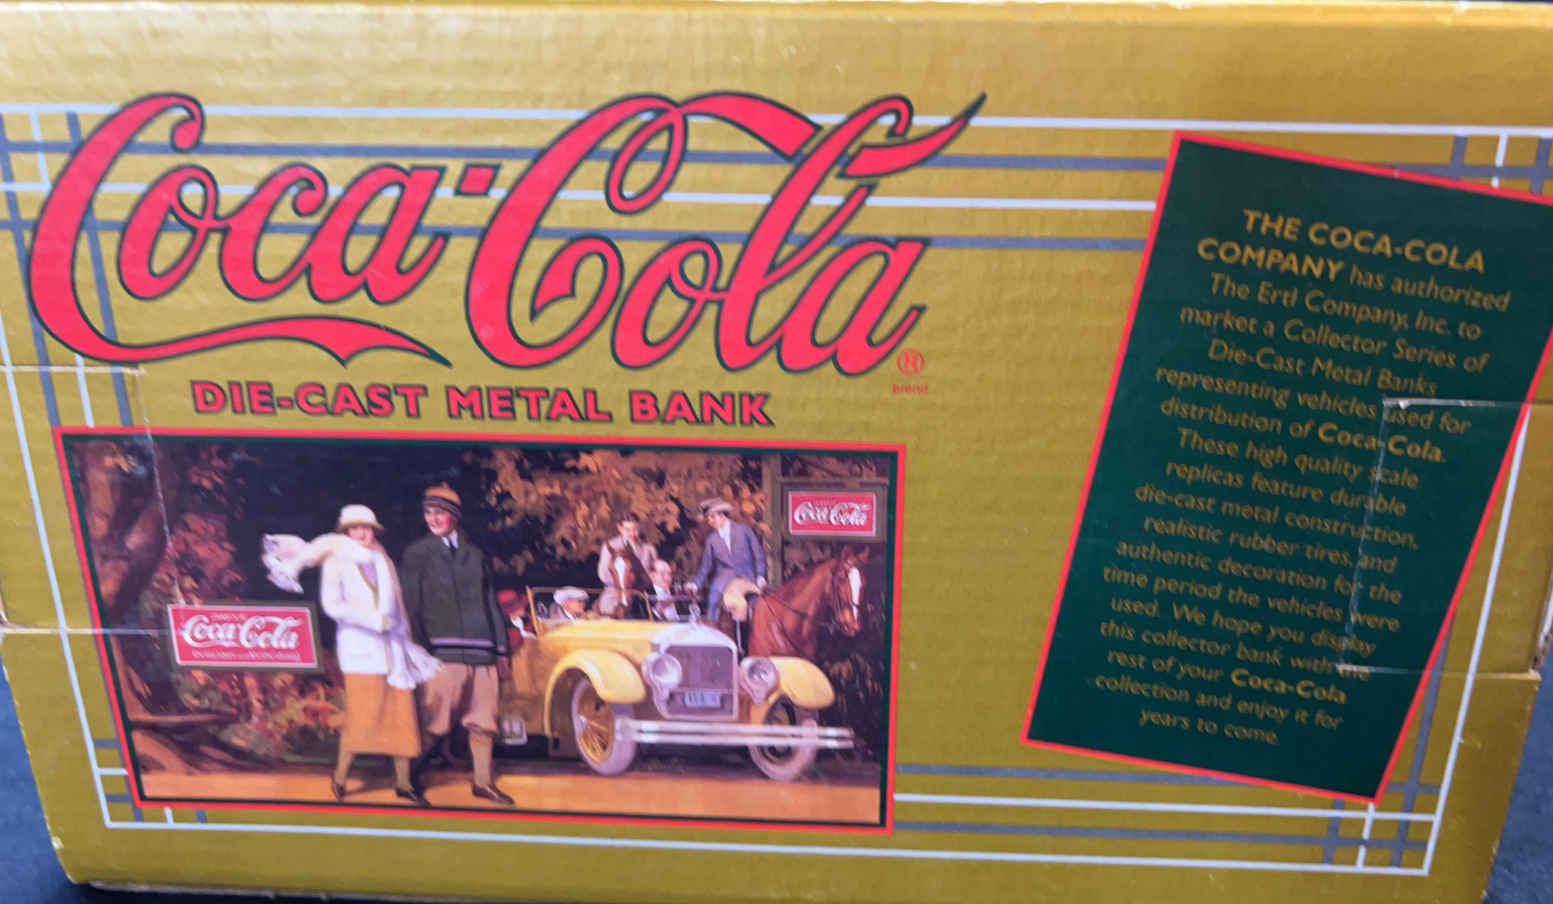 Coca-Cola
®
brand
DIE-CAST METAL BANK
Coca-Cola
Coca-Cola
THE COCA-COLA
COMPANY has authorized
The Ertl Company, Inc. to
market a Collector Series of
Die-Cast Metal Banks
representing vehicles used for
distribution of Coca-Cola.
These high quality scale
replicas feature durable
die-cast metal construction,
realistic rubber tires, and
authentic decoration for the
time period the vehicles were
used. We hope you display
this collector bank with the
rest of your Coca-Cola
collection and enjoy it for
years to come.